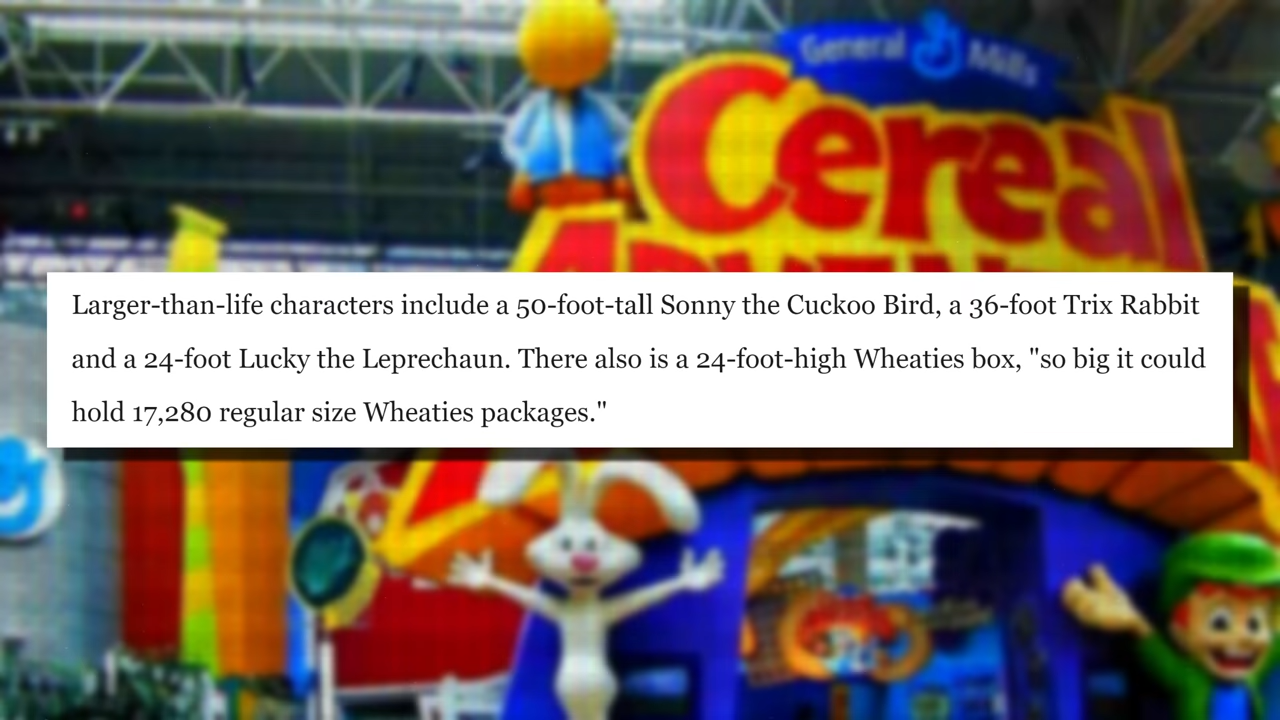 General Mills
Cereal
Larger-than-life characters include a 50-foot-tall Sonny the Cuckoo Bird, a 36-foot Trix Rabbit
and a 24-foot Lucky the Leprechaun. There also is a 24-foot-high Wheaties box, "so big it could
hold 17,280 regular size Wheaties packages."